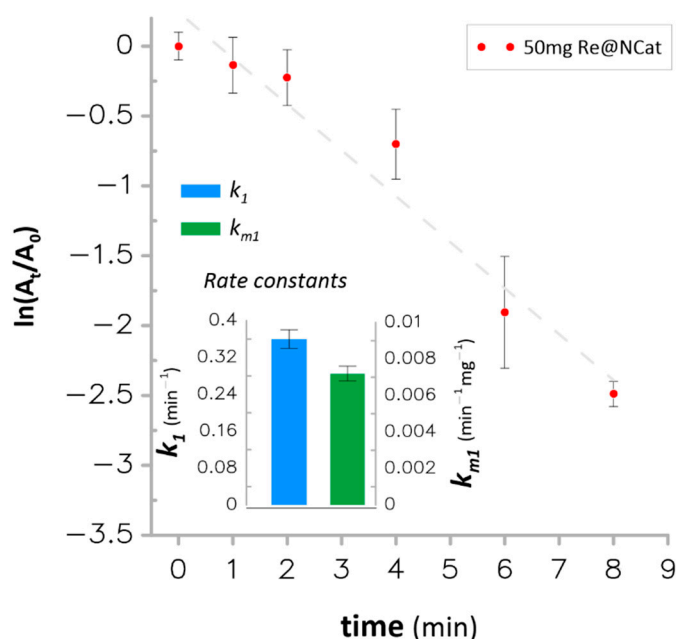 0
−0.5
−1
−1.5
−2
−2.5
−3
−3.5
ln(At/A0)
50mg Re@NCat
k1
km1
Rate constants
0.4
0.32
0.24
0.16
0.08
0
k1 (min−1)
0.01
0.008
0.006
0.004
0.002
0
km1 (min−1mg−1)
0 1 2 3 4 5 6 7 8 9
time (min)